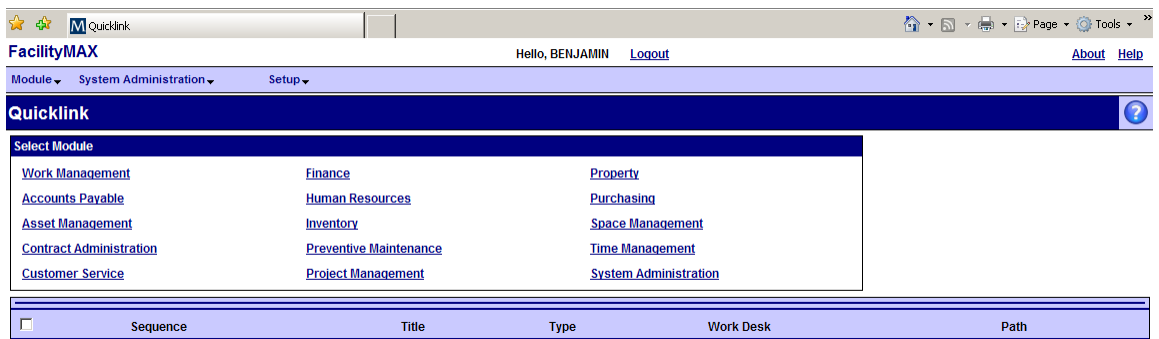 Quicklink Page Tools »
FacilityMAX Hello, BENJAMIN Logout About Help
Module System Administration Setup
Quicklink ?
Select Module
Work Management Finance Property
Accounts Payable Human Resources Purchasing
Asset Management Inventory Space Management
Contract Administration Preventive Maintenance Time Management
Customer Service Project Management System Administration
Sequence Title Type Work Desk Path